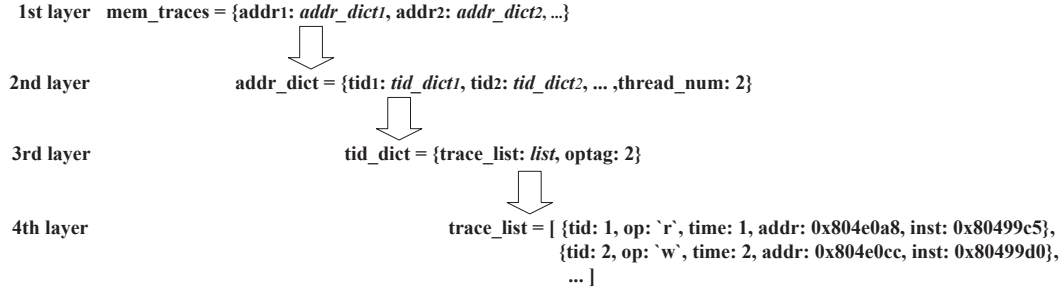 1st layer mem_traces = {addr1: addr_dict1, addr2: addr_dict2, ...}
2nd layer addr_dict = {tid1: tid_dict1, tid2: tid_dict2, ... ,thread_num: 2}
3rd layer tid_dict = {trace_list: list, optag: 2}
4th layer trace_list = [ {tid: 1, op: `r`, time: 1, addr: 0x804e0a8, inst: 0x80499c5},
{tid: 2, op: `w`, time: 2, addr: 0x804e0cc, inst: 0x80499d0},
... ]